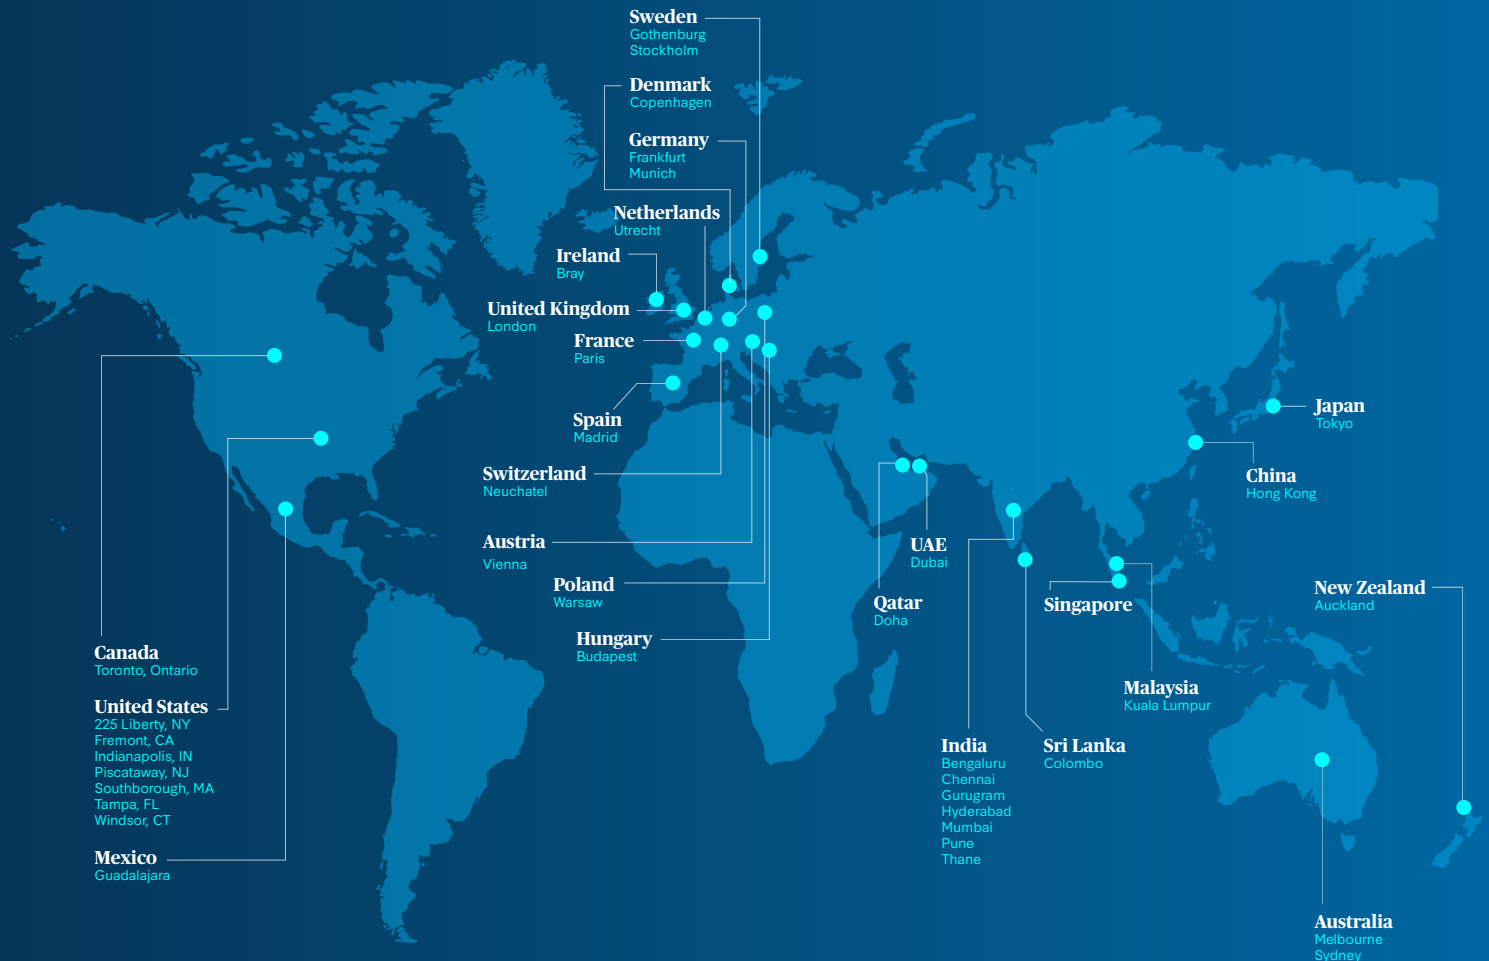 Sweden
Gothenburg
Stockholm
Denmark
Copenhagen
Germany
Frankfurt
Munich
Netherlands
Utrecht
Ireland
Bray
United Kingdom
London
France
Paris
Spain
Madrid
Switzerland
Neuchatel
Austria
Vienna
Poland
Warsaw
Hungary
Budapest
Canada
Toronto, Ontario
United States
225 Liberty, NY
Fremont, CA
Indianapolis, IN
Piscataway, NJ
Southborough, MA
Tampa, FL
Windsor, CT
Mexico
Guadalajara
Qatar
Doha
UAE
Dubai
India
Bengaluru
Chennai
Gurugram
Hyderabad
Mumbai
Pune
Thane
Sri Lanka
Colombo
Singapore
Malaysia
Kuala Lumpur
Japan
Tokyo
China
Hong Kong
New Zealand
Auckland
Australia
Melbourne
Sydney